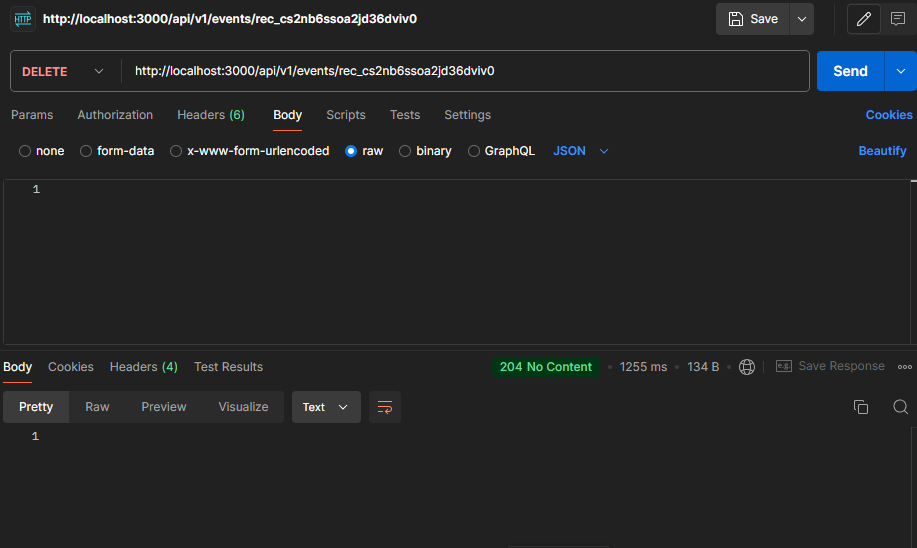 HTTP http://localhost:3000/api/v1/events/rec_cs2nb6ssoa2jd36dviv0 Save
DELETE http://localhost:3000/api/v1/events/rec_cs2nb6ssoa2jd36dviv0 Send
Params Authorization Headers (6) Body Scripts Tests Settings Cookies
none form-data x-www-form-urlencoded raw binary GraphQL JSON Beautify
1
Body Cookies Headers (4) Test Results 204 No Content 1255 ms 134 B e.g. Save Response
Pretty Raw Preview Visualize Text
1